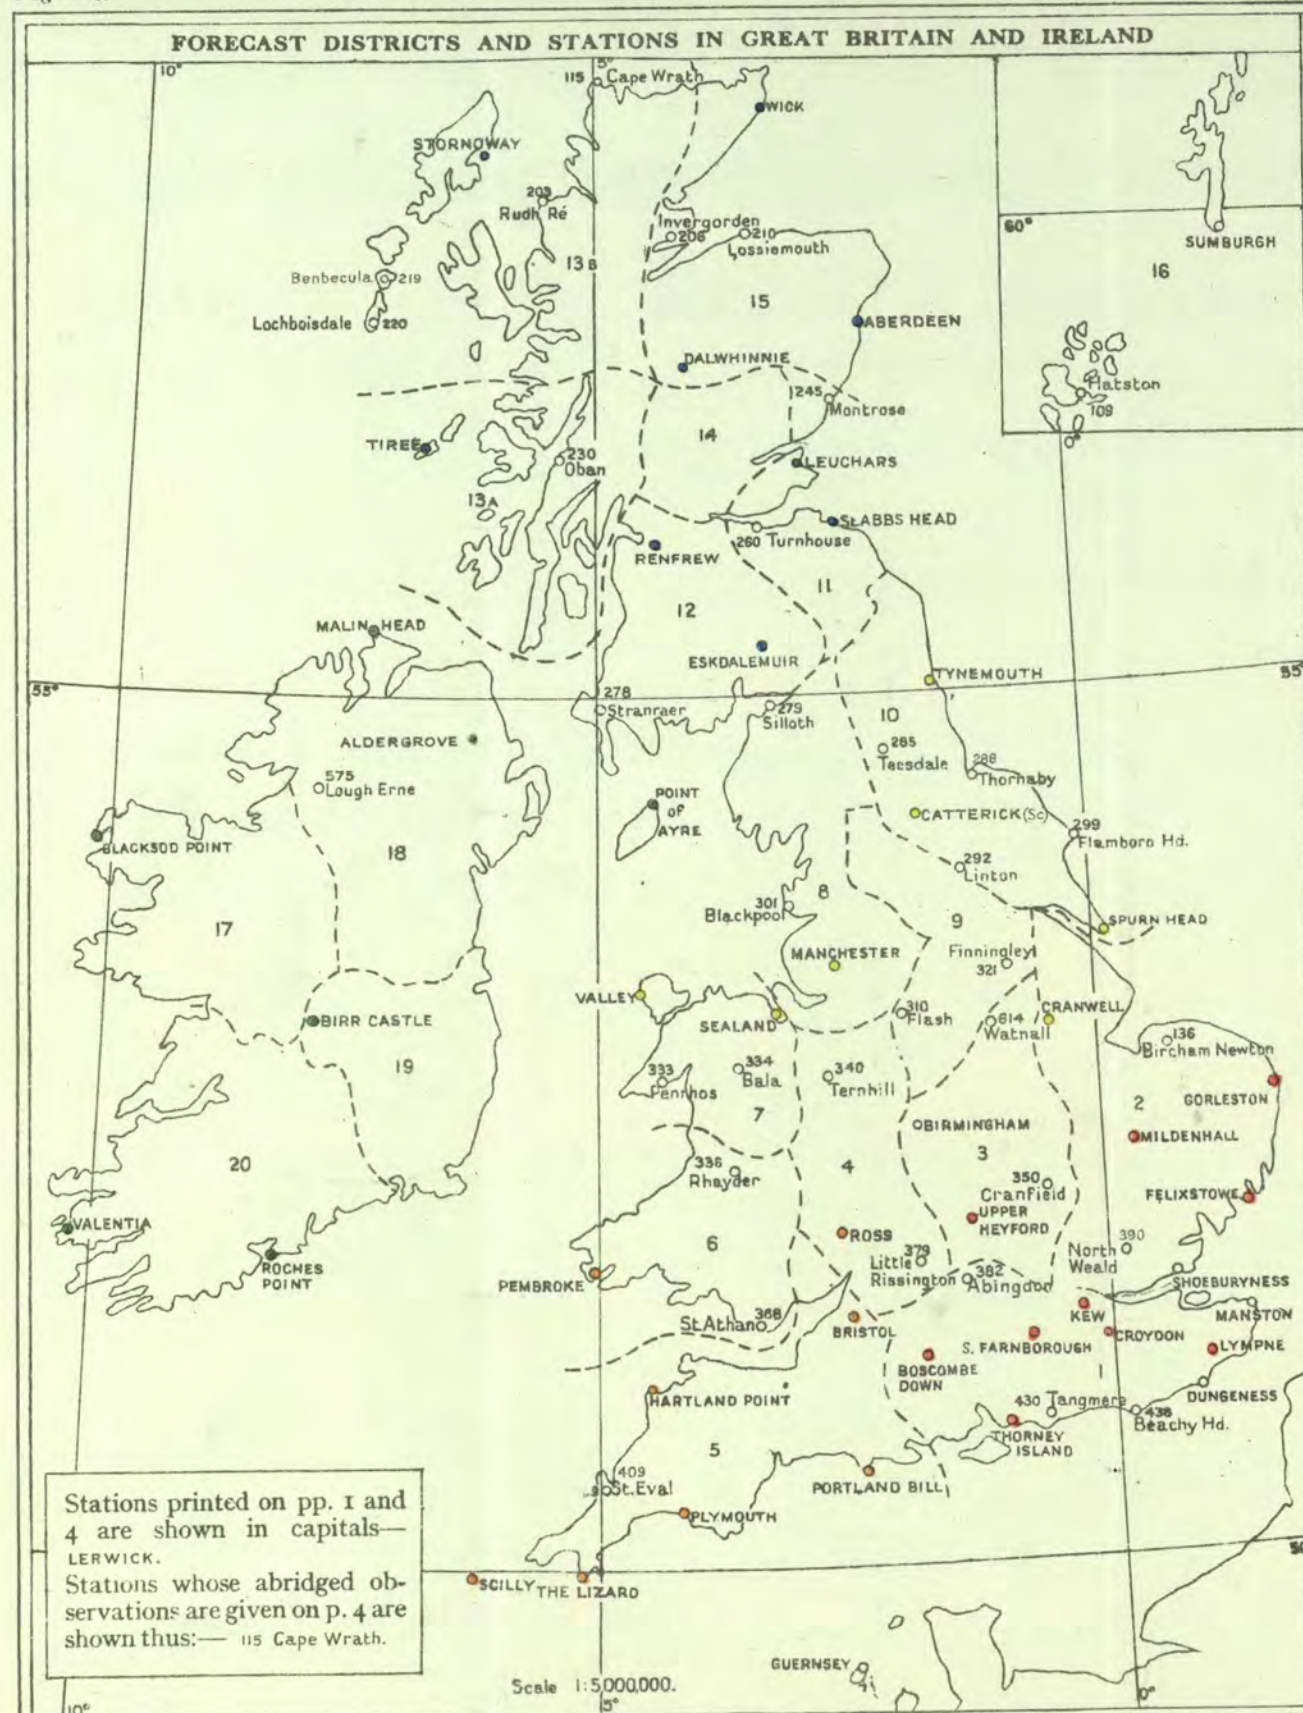 FORECAST DISTRICTS AND STATIONS IN GREAT BRITAIN AND IRELAND
10°
5°
115 Cape Wrath
WICK
STORNOWAY
203
Rudh Ré
Invergorden
206
210
Lossiemouth
60°
SUMBURGH
13B
16
Benbecula 219
15
Lochboisdale 220
ABERDEEN
DALWHINNIE
Hatston
109
245
Montrose
14
TIREE
230
Oban
LEUCHARS
13A
St. ABBS HEAD
260 Turnhouse
RENFREW
11
12
MALIN HEAD
ESKDALEMUIR
55°
TYNEMOUTH
55°
278
Stranraer
279
Silloth
10
ALDERGROVE
285
Teesdale
288
Thornaby
575
Lough Erne
POINT
of
AYRE
CATTERICK (Sc)
299
Flamboro Hd.
BLACKSOD POINT
18
292
Linton
8
301
Blackpool
17
9
SPURN HEAD
MANCHESTER
Finningley
321
VALLEY
BIRR CASTLE
SEALAND
310
Flash
614
Watnall
CRANWELL
136
Bircham Newton
19
333
Pennhos
334
Bala
340
Ternhill
GORLESTON
7
BIRMINGHAM
2
MILDENHALL
20
336
Rhayder
4
3
350
Cranfield
FELIXSTOWE
VALENTIA
UPPER
HEYFORD
ROSS
6
379
Little
Rissington
390
North
Weald
ROCHES
POINT
PEMBROKE
382
Abingdon
SHOEBURYNESS
St. Athan 368
BRISTOL
KEW
MANSTON
S. FARNBOROUGH
CROYDON
LYMPNE
BOSCOMBE
DOWN
1
HARTLAND POINT
DUNGENESS
430 Tangmere
438
Beachy Hd.
THORNEY
ISLAND
5
409
St. Eval
PORTLAND BILL
PLYMOUTH
Stations printed on pp. 1 and
4 are shown in capitals—
LERWICK.
Stations whose abridged ob-
servations are given on p. 4 are
shown thus:— 115 Cape Wrath.
50
SCILLY
THE LIZARD
GUERNSEY
Scale 1:5,000,000.
10°
5°
0°